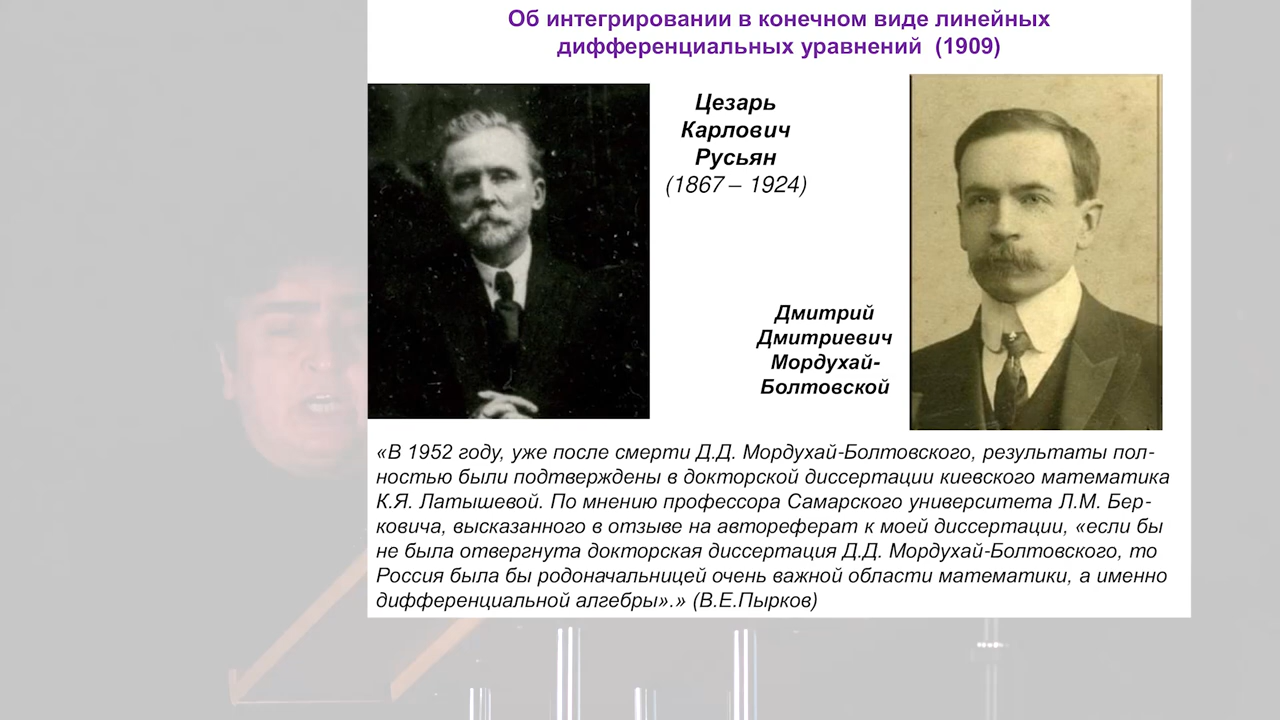 Об интегрировании в конечном виде линейных
дифференциальных уравнений (1909)
Цезарь
Карлович
Русьян
(1867 – 1924)
Дмитрий
Дмитриевич
Мордухай-
Болтовской
«В 1952 году, уже после смерти Д.Д. Мордухай-Болтовского, результаты пол-
ностью были подтверждены в докторской диссертации киевского математика
К.Я. Латышевой. По мнению профессора Самарского университета Л.М. Бер-
ковича, высказанного в отзыве на автореферат к моей диссертации, «если бы
не была отвергнута докторская диссертация Д.Д. Мордухай-Болтовского, то
Россия была бы родоначальницей очень важной области математики, а именно
дифференциальной алгебры».» (В.Е.Пырков)